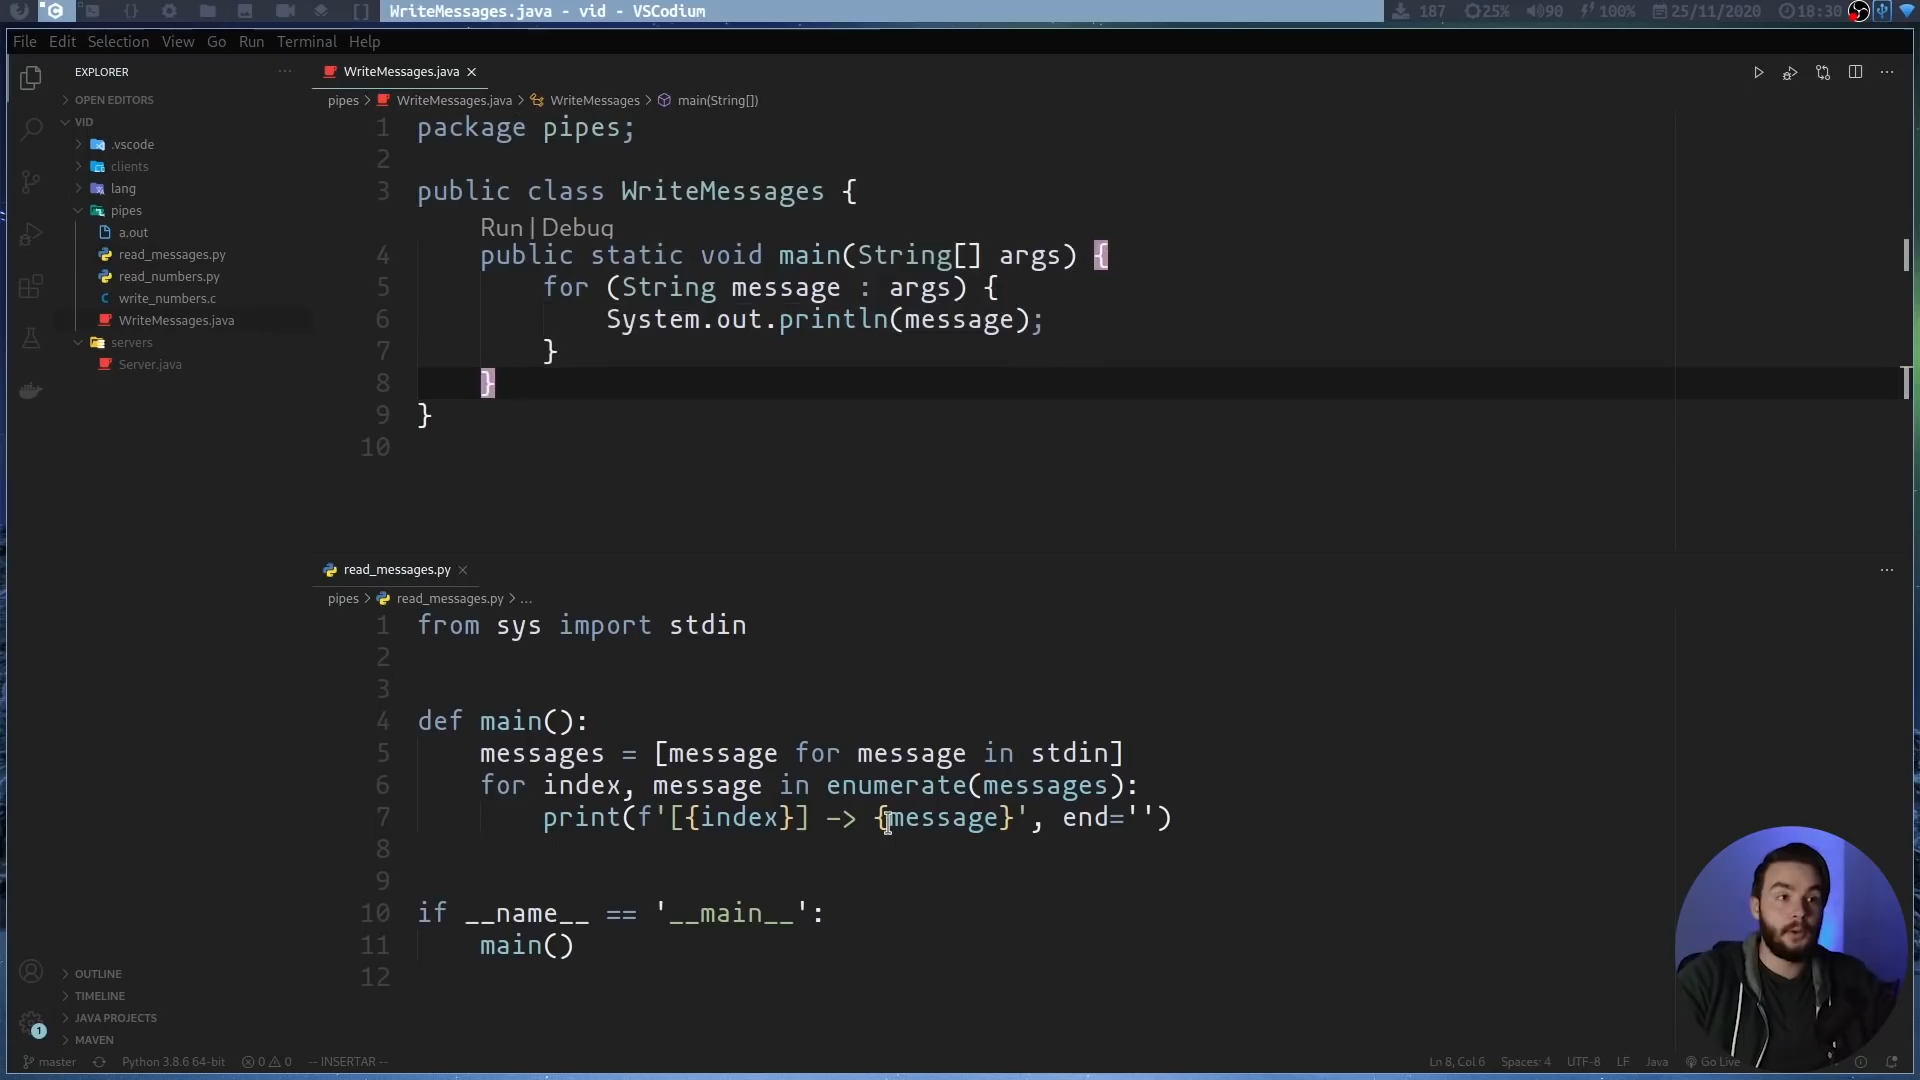 WriteMessages.java - vid - VSCodium
187
25%
90
100%
25/11/2020
18:30
File Edit Selection View Go Run Terminal Help
EXPLORER
OPEN EDITORS
VID
.vscode
clients
lang
pipes
a.out
read_messages.py
read_numbers.py
write_numbers.c
WriteMessages.java
servers
Server.java
OUTLINE
TIMELINE
JAVA PROJECTS
MAVEN
WriteMessages.java
pipes > WriteMessages.java > WriteMessages > main(String[])
1 package pipes;
2
3 public class WriteMessages {
Run | Debug
4 public static void main(String[] args) {
5 for (String message : args) {
6 System.out.println(message);
7 }
8 }
9 }
10
read_messages.py
pipes > read_messages.py > ...
1 from sys import stdin
2
3
4 def main():
5 messages = [message for message in stdin]
6 for index, message in enumerate(messages):
7 print(f'[{index}] -> {message}', end='')
8
9
10 if __name__ == '__main__':
11 main()
12
1
master Python 3.8.6 64-bit 0 0 -- INSERTAR -- Ln 8, Col 6 Spaces: 4 UTF-8 LF Java Go Live